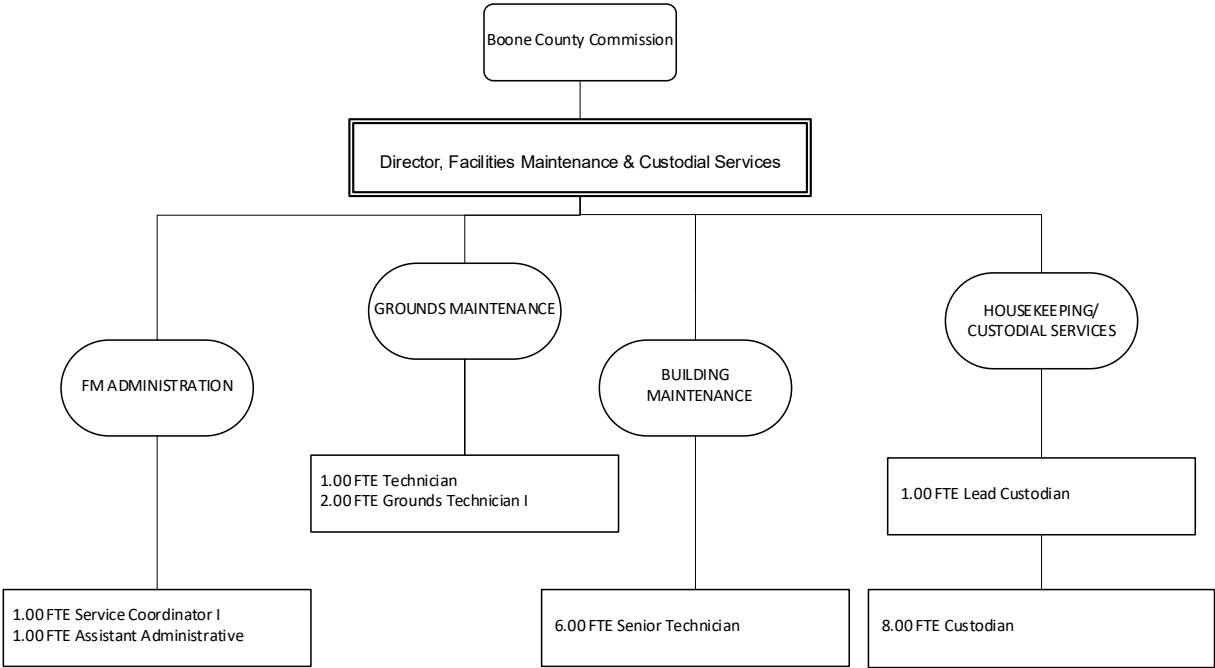 Boone County Commission
Director, Facilities Maintenance & Custodial Services
GROUNDS MAINTENANCE
HOUSEKEEPING/
CUSTODIAL SERVICES
FM ADMINISTRATION
BUILDING
MAINTENANCE
1.00 FTE Technician
2.00 FTE Grounds Technician I
1.00 FTE Lead Custodian
1.00 FTE Service Coordinator I
1.00 FTE Assistant Administrative
6.00 FTE Senior Technician
8.00 FTE Custodian